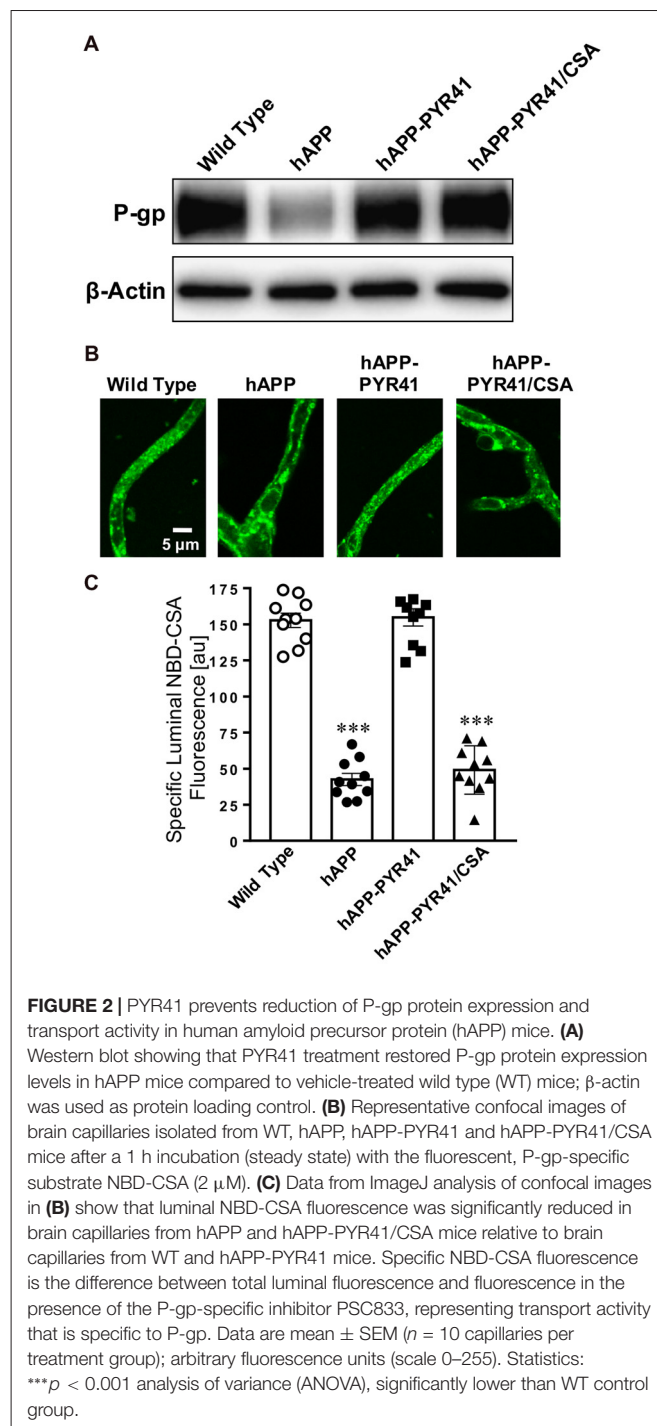 A
Wild Type
hAPP
hAPP-PYR41
hAPP-PYR41/CSA
P-gp
β-Actin
B
Wild Type
hAPP
hAPP-
PYR41
hAPP-
PYR41/CSA
5 µm
C
Specific Luminal NBD-CSA
Fluorescence [au]
175
150
125
100
75
50
25
0
***
***
Wild Type
hAPP
hAPP-PYR41
hAPP-PYR41/CSA
FIGURE 2 | PYR41 prevents reduction of P-gp protein expression and
transport activity in human amyloid precursor protein (hAPP) mice. (A)
Western blot showing that PYR41 treatment restored P-gp protein expression
levels in hAPP mice compared to vehicle-treated wild type (WT) mice; β-actin
was used as protein loading control. (B) Representative confocal images of
brain capillaries isolated from WT, hAPP, hAPP-PYR41 and hAPP-PYR41/CSA
mice after a 1 h incubation (steady state) with the fluorescent, P-gp-specific
substrate NBD-CSA (2 µM). (C) Data from ImageJ analysis of confocal images
in (B) show that luminal NBD-CSA fluorescence was significantly reduced in
brain capillaries from hAPP and hAPP-PYR41/CSA mice relative to brain
capillaries from WT and hAPP-PYR41 mice. Specific NBD-CSA fluorescence
is the difference between total luminal fluorescence and fluorescence in the
presence of the P-gp-specific inhibitor PSC833, representing transport activity
that is specific to P-gp. Data are mean ± SEM (n = 10 capillaries per
treatment group); arbitrary fluorescence units (scale 0–255). Statistics:
***p < 0.001 analysis of variance (ANOVA), significantly lower than WT control
group.